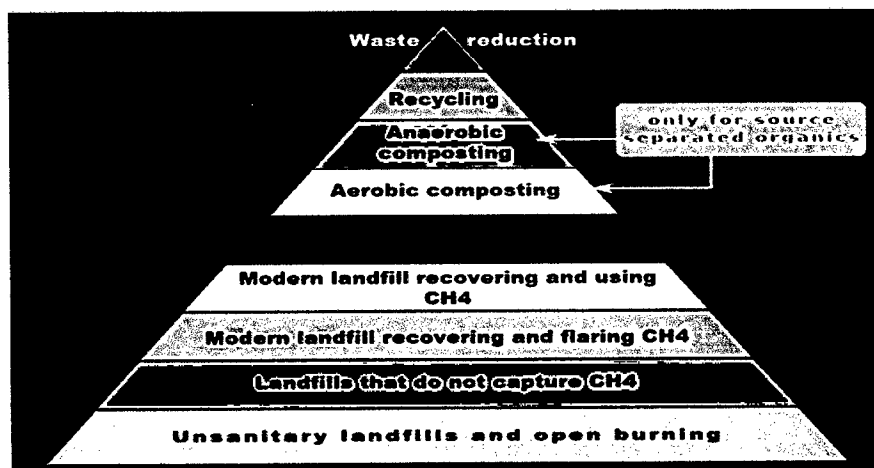 Waste reduction
Recycling
Anaerobic
composting
only for source
separated organics
Aerobic composting
Modern landfill recovering and using
CH4
Modern landfill recovering and flaring CH4
Landfills that do not capture CH4
Unsanitary landfills and open burning